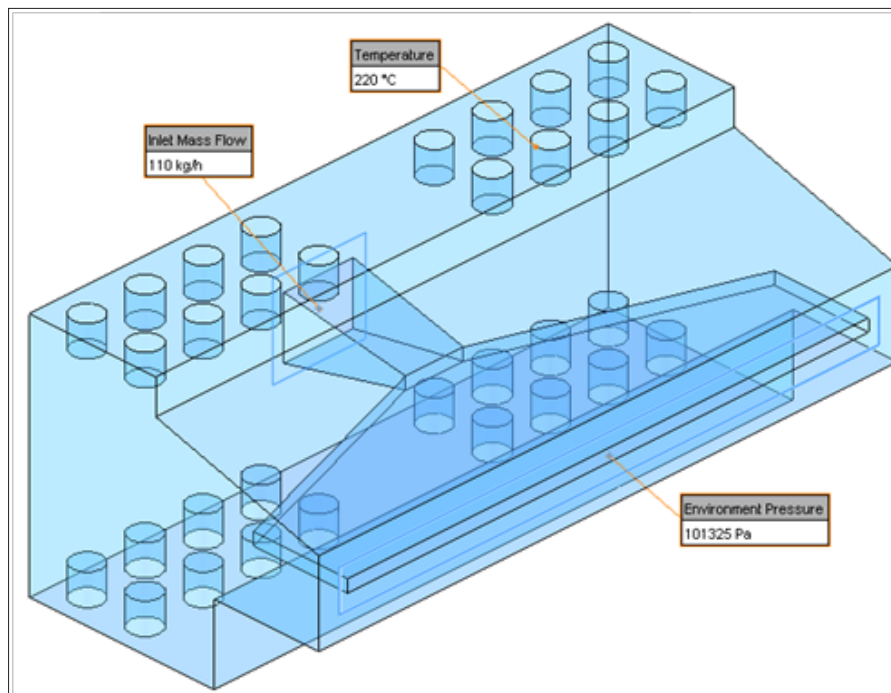 Temperature
220 °C
Inlet Mass Flow
110 kg/h
Environment Pressure
101325 Pa